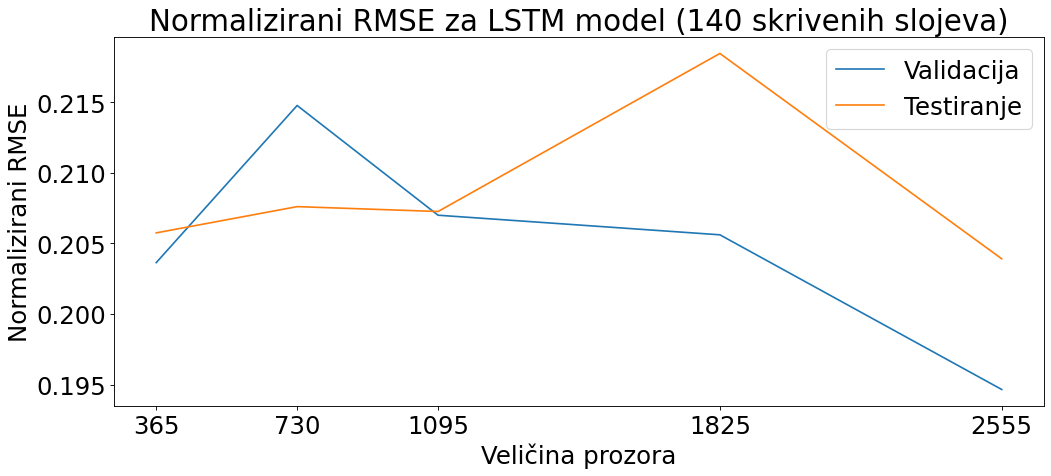 Normalizirani RMSE za LSTM model (140 skrivenih slojeva)
Validacija
Testiranje
Normalizirani RMSE
0.215
0.210
0.205
0.200
0.195
365 730 1095 1825 2555
Veličina prozora